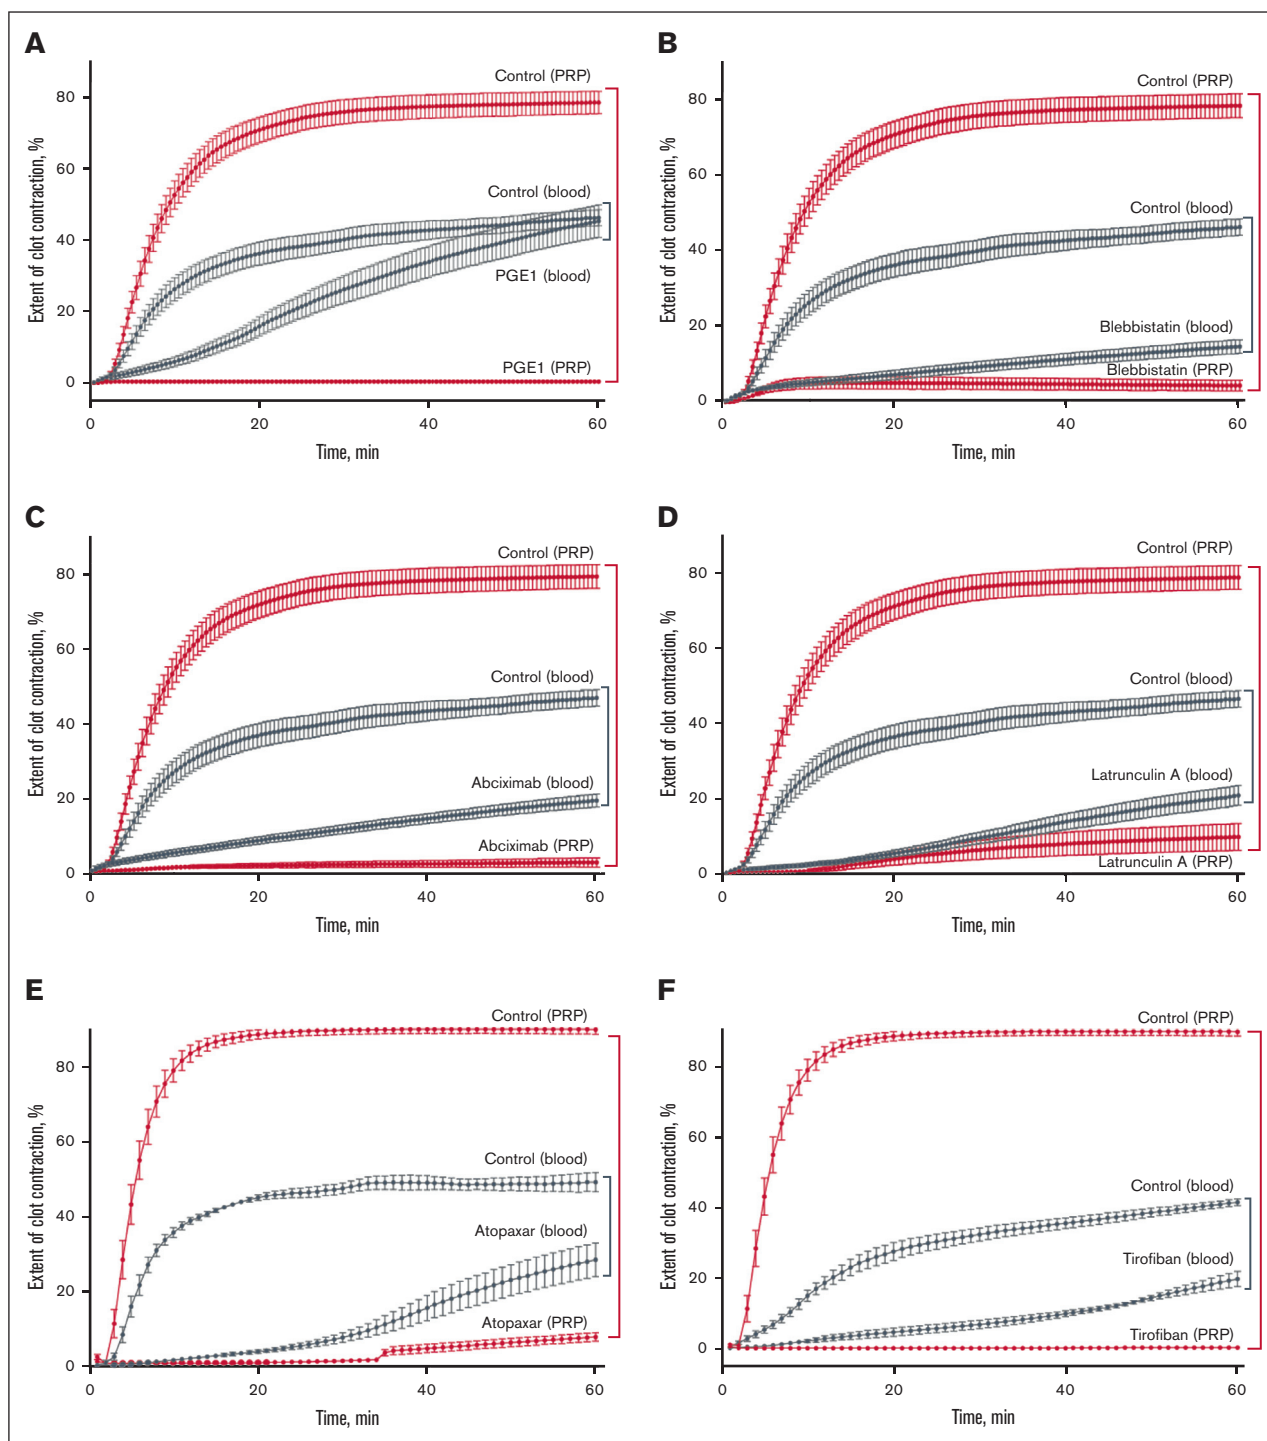 A
Extent of clot contraction, %
80
60
40
20
0
Control (PRP)
Control (blood)
PGE1 (blood)
PGE1 (PRP)
0 20 40 60
Time, min
B
Extent of clot contraction, %
80
60
40
20
0
Control (PRP)
Control (blood)
Blebbistatin (blood)
Blebbistatin (PRP)
0 20 40 60
Time, min
C
Extent of clot contraction, %
80
60
40
20
0
Control (PRP)
Control (blood)
Abciximab (blood)
Abciximab (PRP)
0 20 40 60
Time, min
D
Extent of clot contraction, %
80
60
40
20
0
Control (PRP)
Control (blood)
Latrunculin A (blood)
Latrunculin A (PRP)
0 20 40 60
Time, min
E
Extent of clot contraction, %
80
60
40
20
0
Control (PRP)
Control (blood)
Atopaxar (blood)
Atopaxar (PRP)
0 20 40 60
Time, min
F
Extent of clot contraction, %
80
60
40
20
0
Control (PRP)
Control (blood)
Tirofiban (blood)
Tirofiban (PRP)
0 20 40 60
Time, min